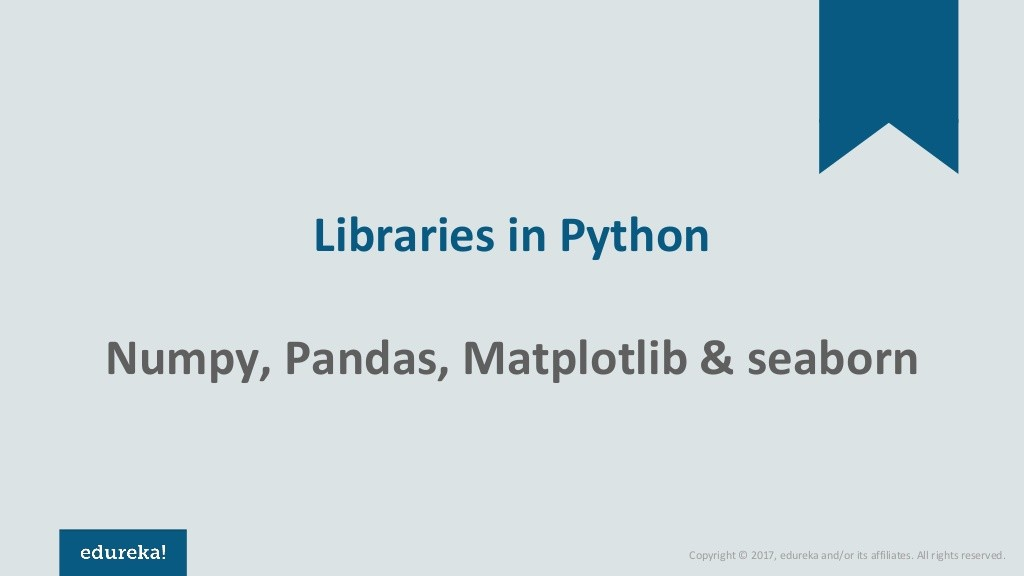 Libraries in Python
Numpy, Pandas, Matplotlib & seaborn
edureka!
Copyright © 2017, edureka and/or its affiliates. All rights reserved.